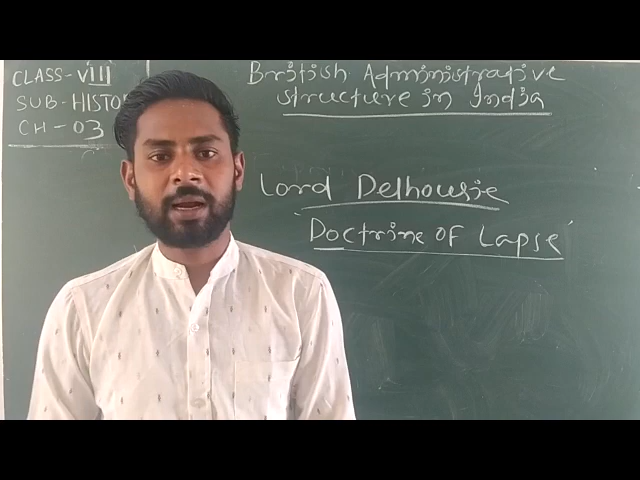 CLASS-VIII
SUB-HISTO
CH-03
British Administrative
structure in India
Lord Delhousie
'Doctrine OF Lapse'